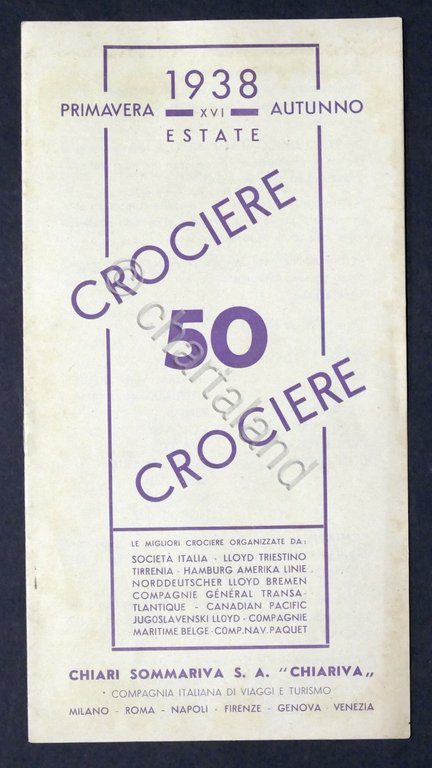 1938
PRIMAVERA XVI AUTUNNO
ESTATE
CROCIERE
50
CROCIERE
© chartaland
LE MIGLIORI CROCIERE ORGANIZZATE DA:
SOCIETÀ ITALIA - LLOYD TRIESTINO
TIRRENIA - HAMBURG AMERIKA LINIE
NORDDEUTSCHER LLOYD BREMEN
COMPAGNIE GÉNÉRAL TRANSA-
TLANTIQUE - CANADIAN PACIFIC
JUGOSLAVENSKI LLOYD - COMPAGNIE
MARITIME BELGE - COMP. NAV. PAQUET
CHIARI SOMMARIVA S. A. "CHIARIVA„
COMPAGNIA ITALIANA DI VIAGGI E TURISMO
MILANO - ROMA - NAPOLI - FIRENZE - GENOVA - VENEZIA